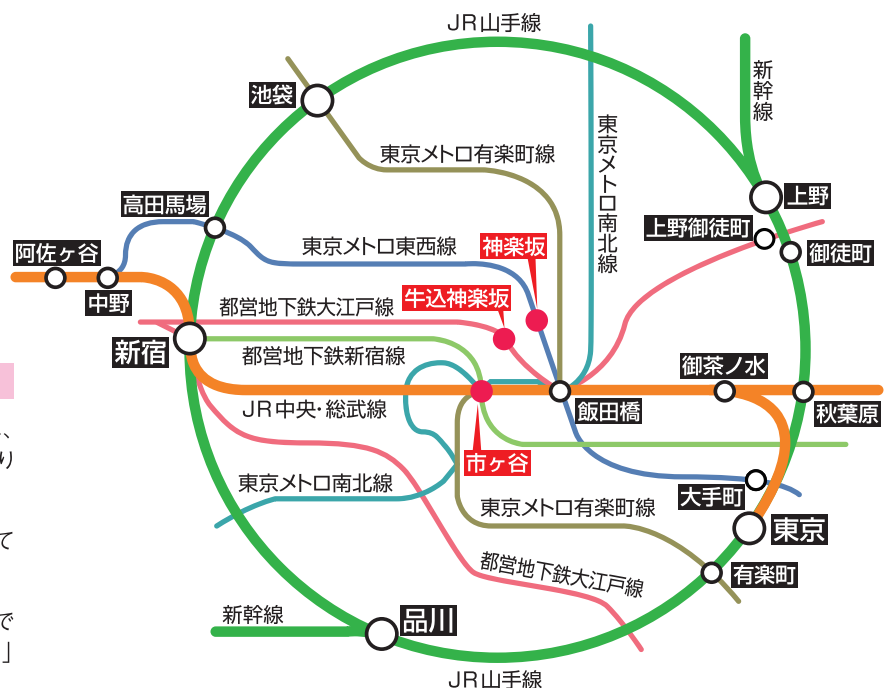 JR山手線
新幹線
池袋
東京メトロ有楽町線
東京メトロ南北線
上野
高田馬場
上野御徒町
御徒町
東京メトロ東西線
神楽坂
阿佐ヶ谷
中野
牛込神楽坂
都営地下鉄大江戸線
新宿
都営地下鉄新宿線
御茶ノ水
飯田橋
秋葉原
JR中央・総武線
市ヶ谷
東京メトロ南北線
大手町
東京メトロ有楽町線
東京
都営地下鉄大江戸線
有楽町
新幹線
品川
JR山手線
、
り
て
で
」